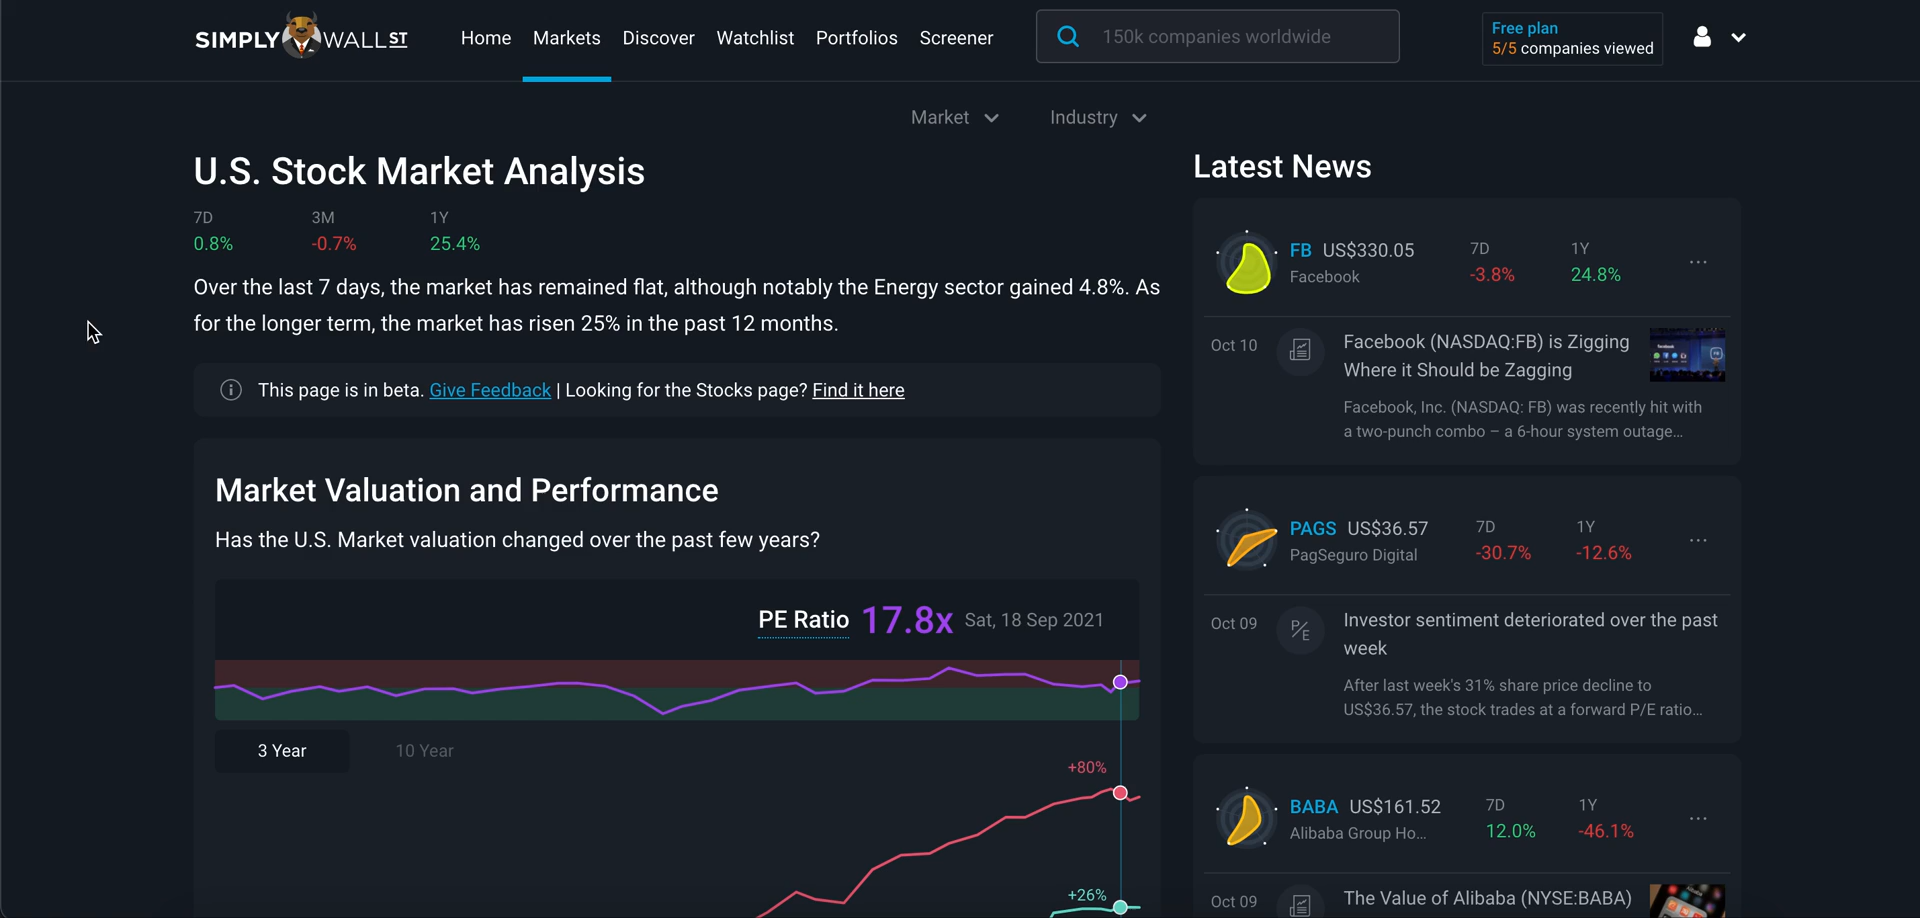 SIMPLY WALL ST
Home
Markets
Discover
Watchlist
Portfolios
Screener
150k companies worldwide
Free plan
5/5 companies viewed
Market
Industry
U.S. Stock Market Analysis
7D 3M 1Y
0.8% -0.7% 25.4%
Over the last 7 days, the market has remained flat, although notably the Energy sector gained 4.8%. As
for the longer term, the market has risen 25% in the past 12 months.
This page is in beta. Give Feedback | Looking for the Stocks page? Find it here
Market Valuation and Performance
Has the U.S. Market valuation changed over the past few years?
PE Ratio 17.8x Sat, 18 Sep 2021
3 Year
10 Year
+80%
+26%
Latest News
FB US$330.05 7D 1Y
Facebook -3.8% 24.8%
...
Oct 10
Facebook (NASDAQ:FB) is Zigging
Where it Should be Zagging
Facebook, Inc. (NASDAQ: FB) was recently hit with
a two-punch combo – a 6-hour system outage...
PAGS US$36.57 7D 1Y
PagSeguro Digital -30.7% -12.6%
...
Oct 09
P/E
Investor sentiment deteriorated over the past
week
After last week's 31% share price decline to
US$36.57, the stock trades at a forward P/E ratio...
BABA US$161.52 7D 1Y
Alibaba Group Ho... 12.0% -46.1%
...
Oct 09
The Value of Alibaba (NYSE:BABA)